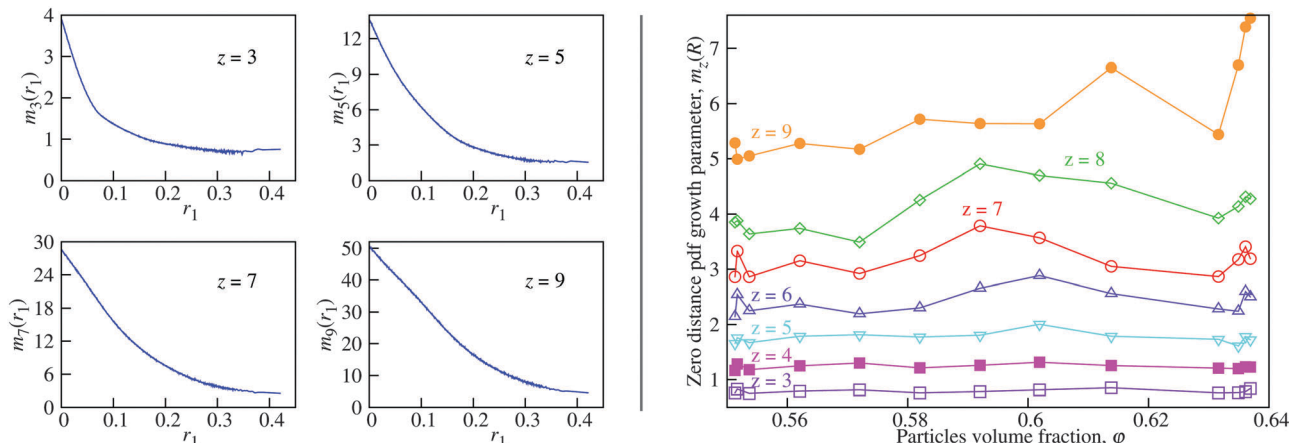 4
3
2
1
0
m₃(r₁)
z = 3
0 0.1 0.2 0.3 0.4
r₁
12
9
6
3
0
m₅(r₁)
z = 5
0 0.1 0.2 0.3 0.4
r₁
30
24
18
12
6
0
m₇(r₁)
z = 7
0 0.1 0.2 0.3 0.4
r₁
50
40
30
20
10
0
m₉(r₁)
z = 9
0 0.1 0.2 0.3 0.4
r₁
Zero distance pdf growth parameter, m_z(R)
7
6
5
4
3
2
1
z = 9
z = 8
z = 7
z = 6
z = 5
z = 4
z = 3
0.56 0.58 0.6 0.62 0.64
Particles volume fraction, φ